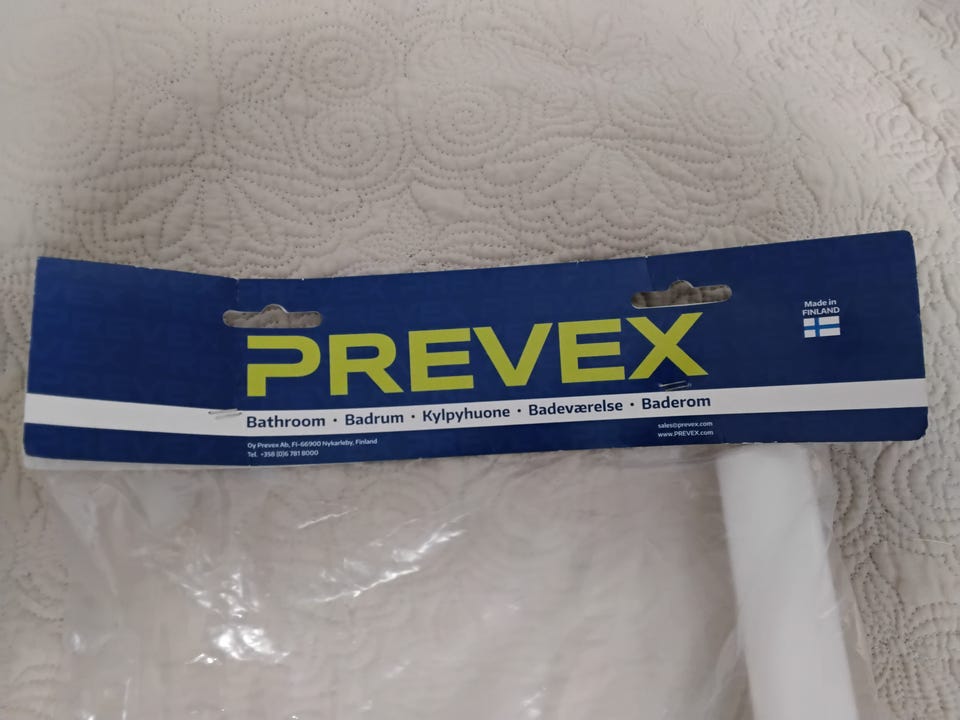 Made in
FINLAND
PREVEX
Bathroom · Badrum · Kylpyhuone · Badeværelse · Baderom
Oy Prevex Ab, FI-66900 Nykarleby, Finland
Tel. +358 (0)6 781 8000
sales@prevex.com
www.PREVEX.com